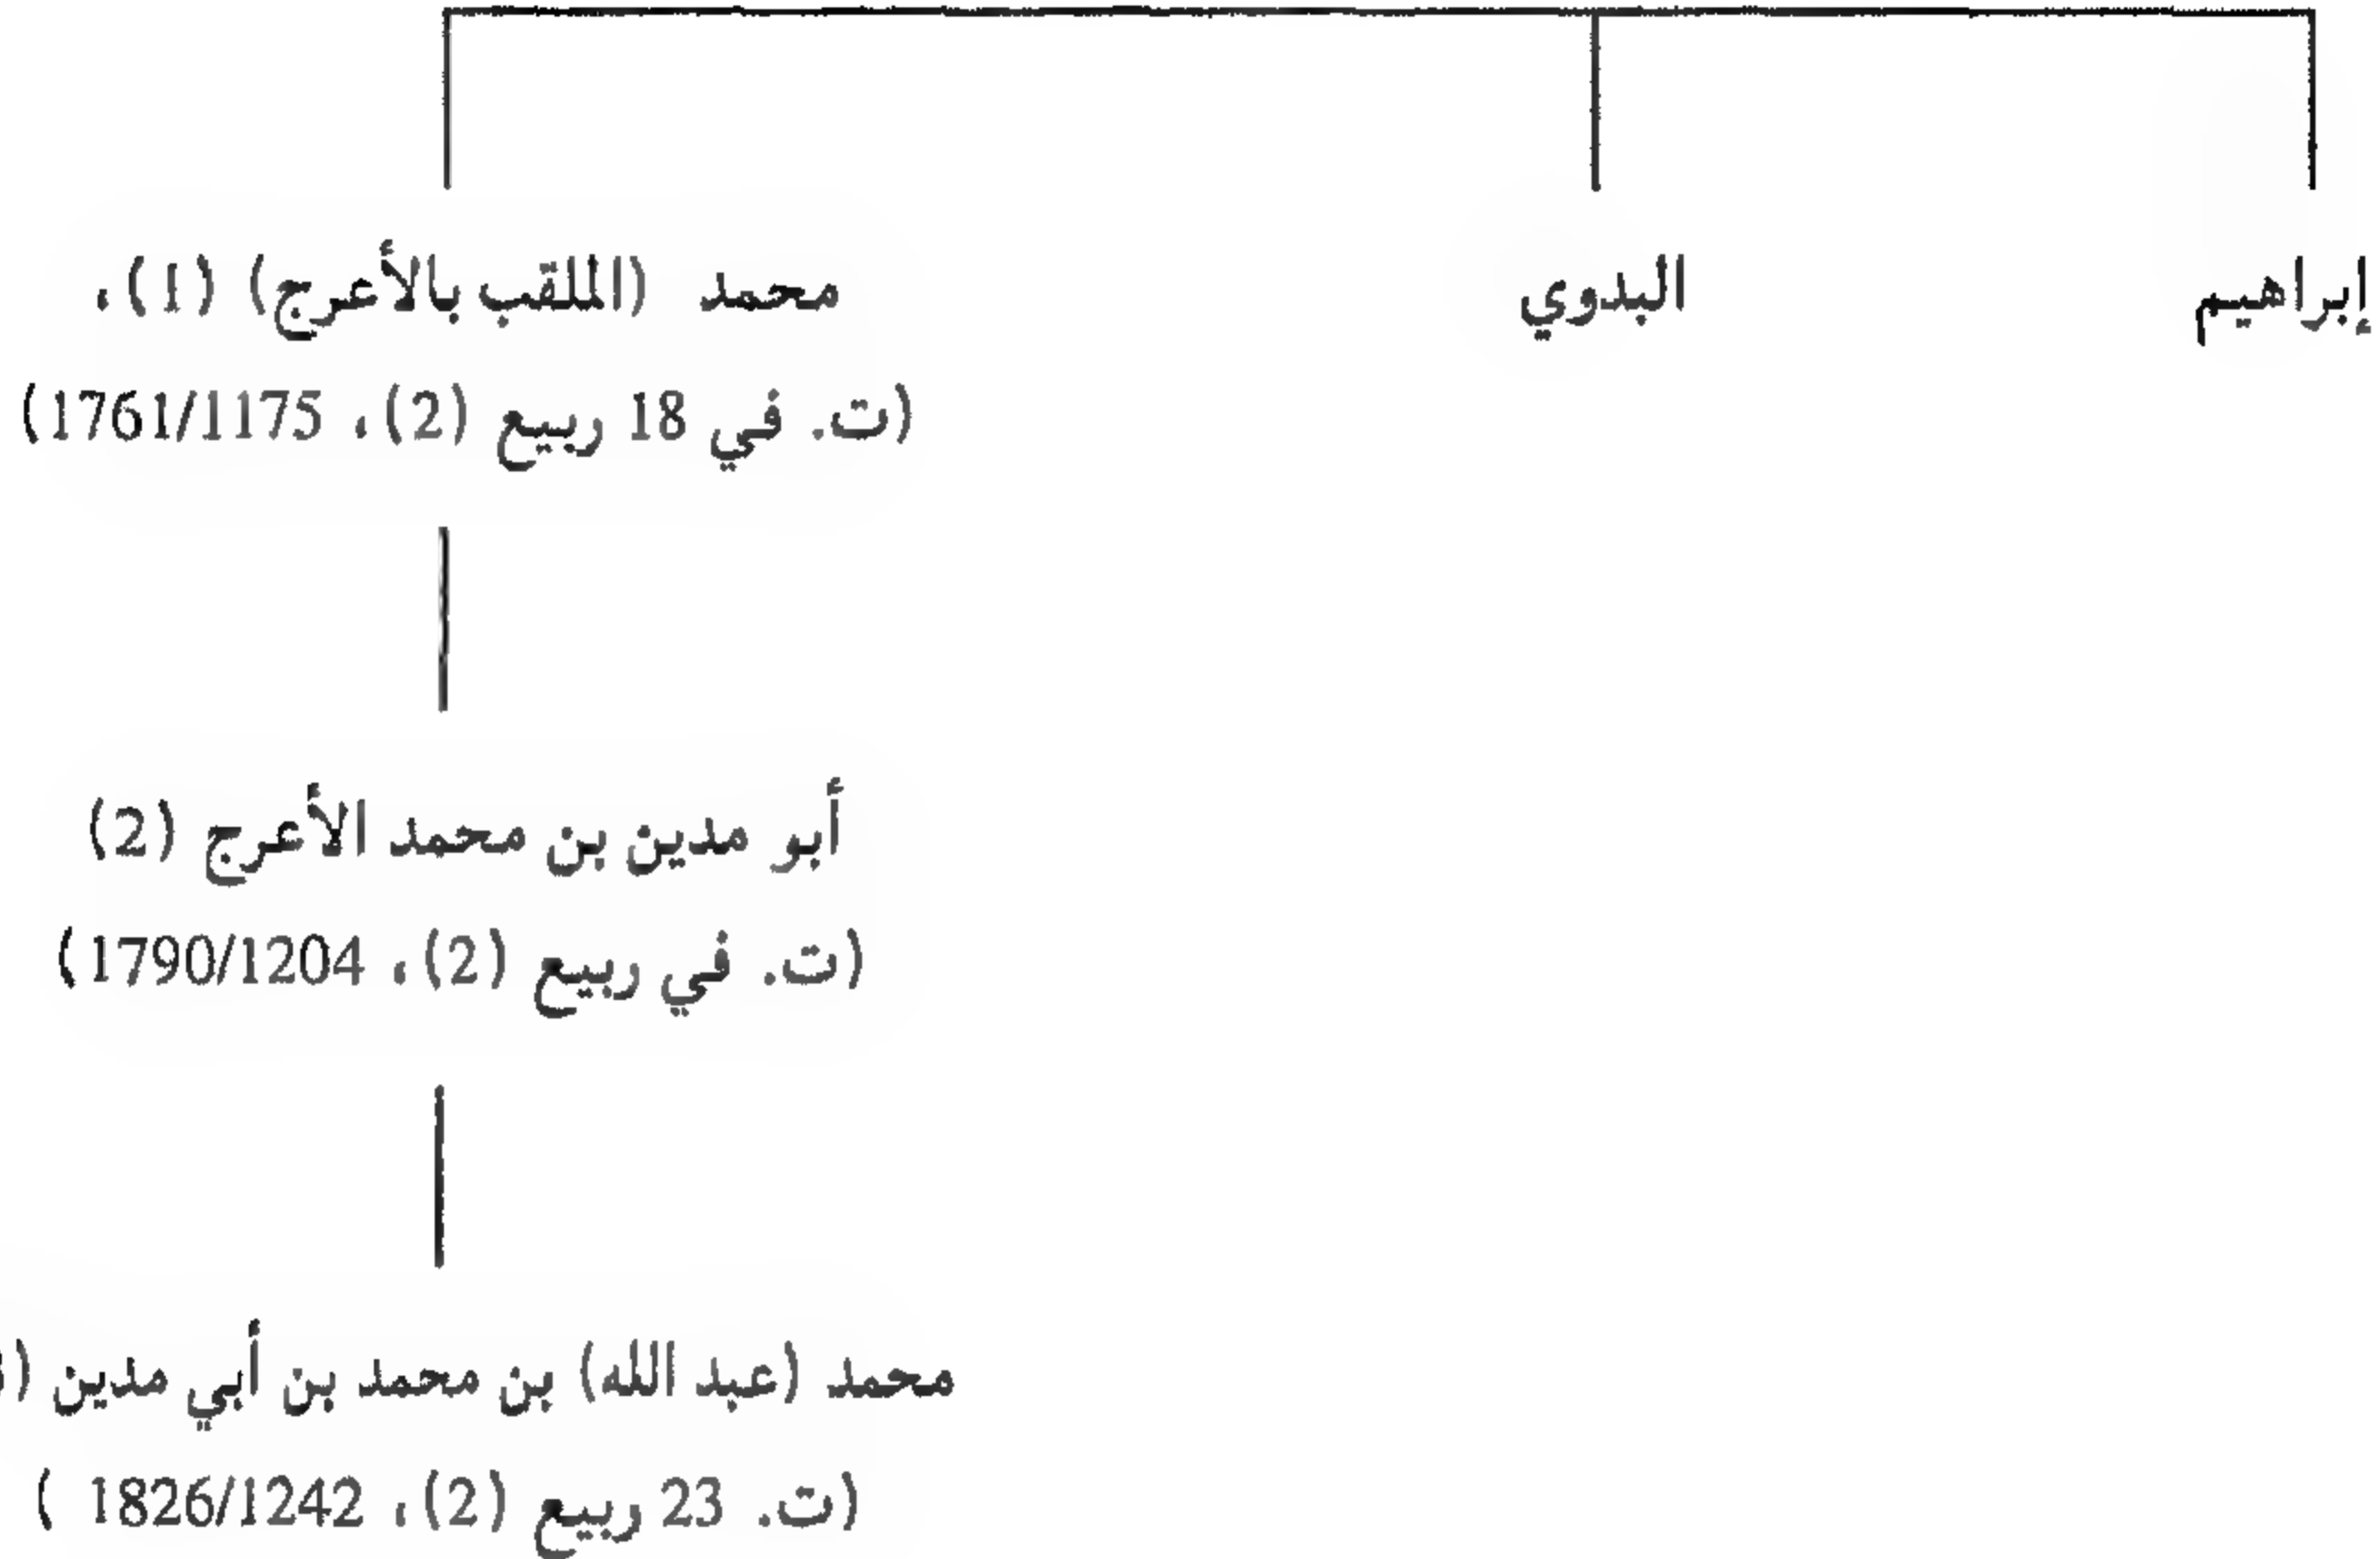 إبراهيم
البدوي
محمد (الملقب بالأعرج) (1)،
(ت. في 18 ربيع (2)، 1761/1175)
أبو مدين بن محمد الأعرج (2)
(ت. في ربيع (2)، 1790/1204)
محمد (عبد الله) بن محمد بن أبي مدين
(ت. 23 ربيع (2)، 1826/1242 )